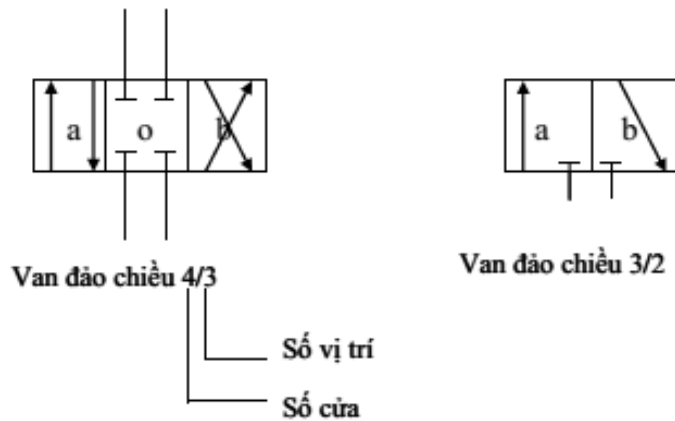 a o b
a b
Van đảo chiều 4/3
Van đảo chiều 3/2
Số vị trí
Số cửa